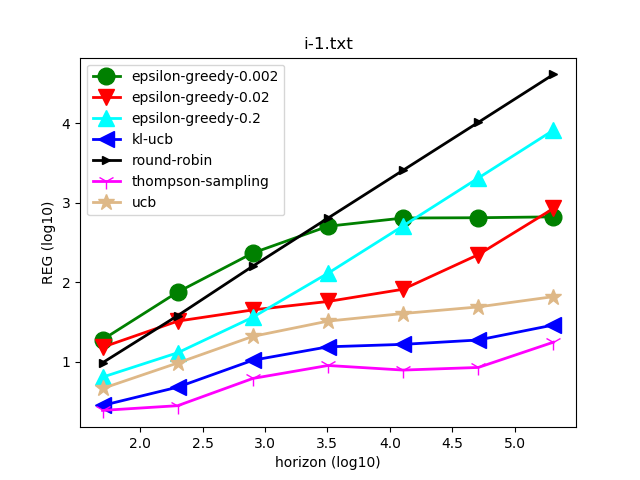 i-1.txt
epsilon-greedy-0.002
epsilon-greedy-0.02
epsilon-greedy-0.2
kl-ucb
round-robin
thompson-sampling
ucb
REG (log10)
4
3
2
1
2.0 2.5 3.0 3.5 4.0 4.5 5.0
horizon (log10)